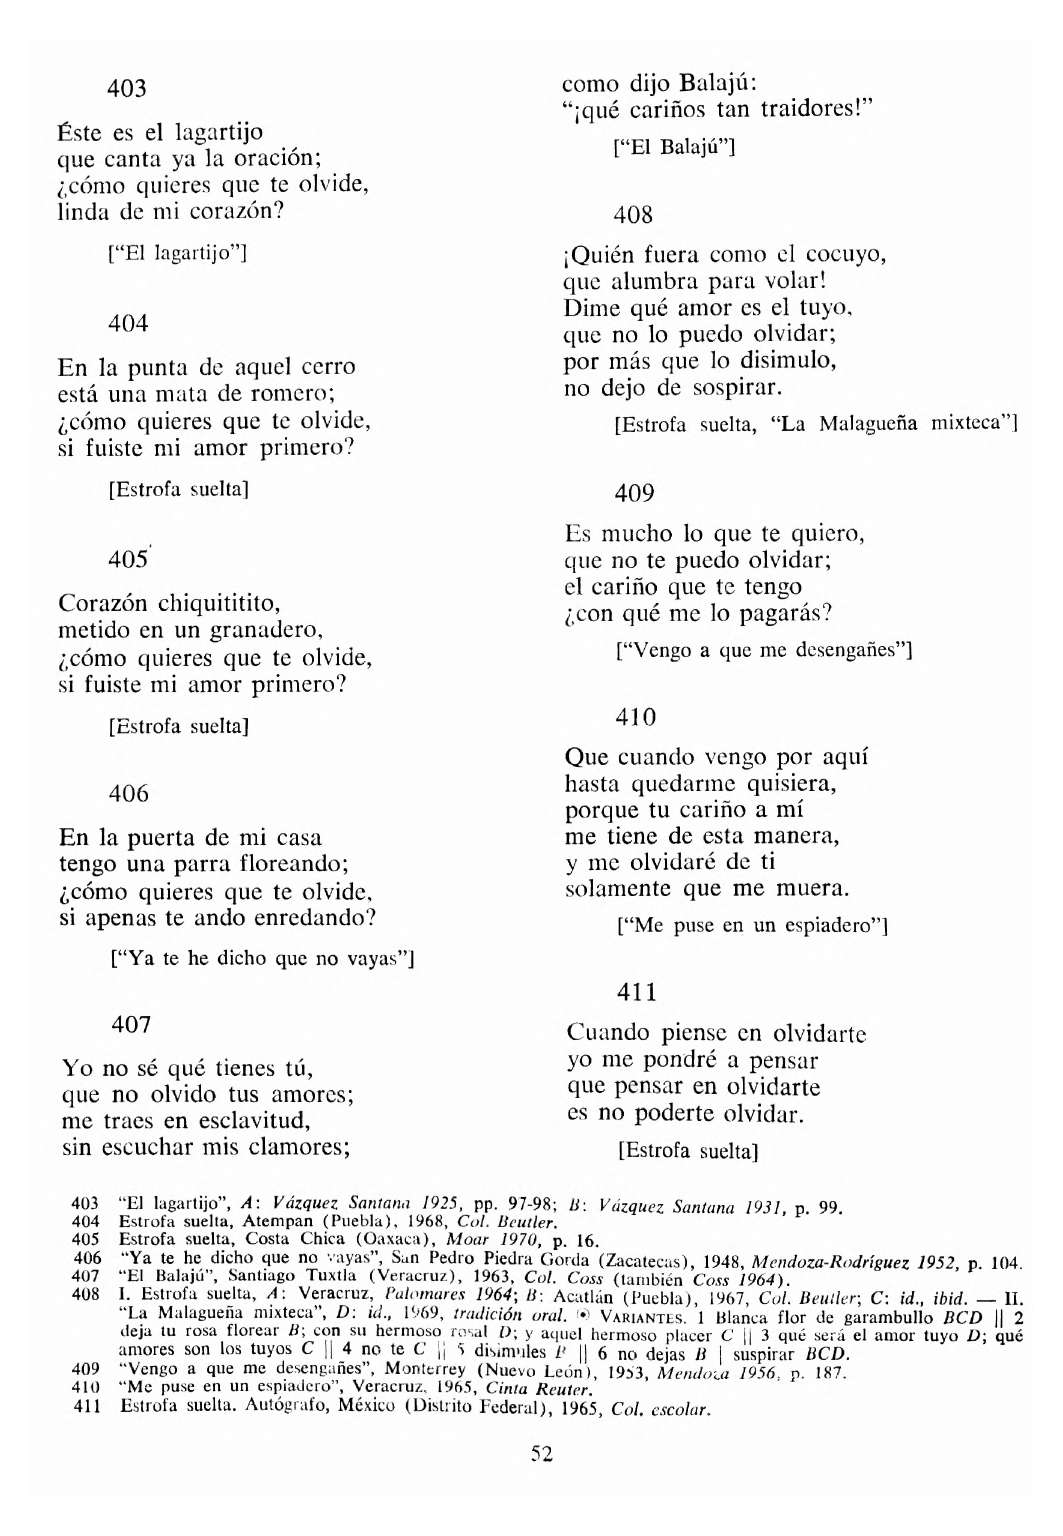 403
Éste es el lagartijo
que canta ya la oración;
¿cómo quieres que te olvide,
linda de mi corazón?
[“El lagartijo”]
404
En la punta de aquel cerro
está una mata de romero;
¿cómo quieres que te olvide,
si fuiste mi amor primero?
[Estrofa suelta]
405
Corazón chiquititito,
metido en un granadero,
¿cómo quieres que te olvide,
si fuiste mi amor primero?
[Estrofa suelta]
406
En la puerta de mi casa
tengo una parra floreando;
¿cómo quieres que te olvide,
si apenas te ando enredando?
[“Ya te he dicho que no vayas”]
407
Yo no sé qué tienes tú,
que no olvido tus amores;
me traes en esclavitud,
sin escuchar mis clamores;
como dijo Balajú:
“¡qué cariños tan traidores!”
[“El Balajú”]
408
¡Quién fuera como el cocuyo,
que alumbra para volar!
Dime qué amor es el tuyo,
que no lo puedo olvidar;
por más que lo disimulo,
no dejo de sospirar.
[Estrofa suelta, “La Malagueña mixteca”]
409
Es mucho lo que te quiero,
que no te puedo olvidar;
el cariño que te tengo
¿con qué me lo pagarás?
[“Vengo a que me desengañes”]
410
Que cuando vengo por aquí
hasta quedarme quisiera,
porque tu cariño a mí
me tiene de esta manera,
y me olvidaré de ti
solamente que me muera.
[“Me puse en un espiadero”]
411
Cuando piense en olvidarte
yo me pondré a pensar
que pensar en olvidarte
es no poderte olvidar.
[Estrofa suelta]
403 “El lagartijo”, A: Vázquez Santana 1925, pp. 97-98; B: Vázquez Santana 1931, p. 99.
404 Estrofa suelta, Atempan (Puebla), 1968, Col. Beutler.
405 Estrofa suelta, Costa Chica (Oaxaca), Moar 1970, p. 16.
406 “Ya te he dicho que no vayas”, San Pedro Piedra Gorda (Zacatecas), 1948, Mendoza-Rodríguez 1952, p. 104.
407 “El Balajú”, Santiago Tuxtla (Veracruz), 1963, Col. Coss (también Coss 1964).
408 I. Estrofa suelta, A: Veracruz, Palomares 1964; B: Acatlán (Puebla), 1967, Col. Beutler; C: id., ibid. — II.
“La Malagueña mixteca”, D: id., 1969, tradición oral. VARIANTES. 1 Blanca flor de garambullo BCD || 2
deja tu rosa florear B; con su hermoso rosal D; y aquel hermoso placer C || 3 qué será el amor tuyo D; qué
amores son los tuyos C || 4 no te C || 5 disimules B || 6 no dejas B | suspirar BCD.
409 “Vengo a que me desengañes”, Monterrey (Nuevo León), 1953, Mendoza 1956, p. 187.
410 “Me puse en un espiadero”, Veracruz, 1965, Cinta Reuter.
411 Estrofa suelta. Autógrafo, México (Distrito Federal), 1965, Col. escolar.
52